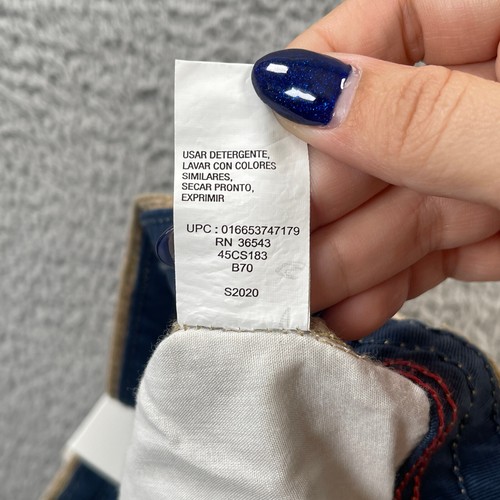 USAR DETERGENTE,
LAVAR CON COLORES
SIMILARES,
SECAR PRONTO,
EXPRIMIR
UPC : 016653747179
RN 36543
45CS183
B70
S2020